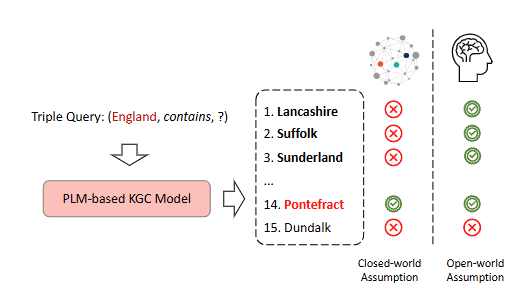 Triple Query: (England, contains, ?)
PLM-based KGC Model
1. Lancashire
2. Suffolk
3. Sunderland
...
14. Pontefract
15. Dundalk
Closed-world
Assumption
Open-world
Assumption